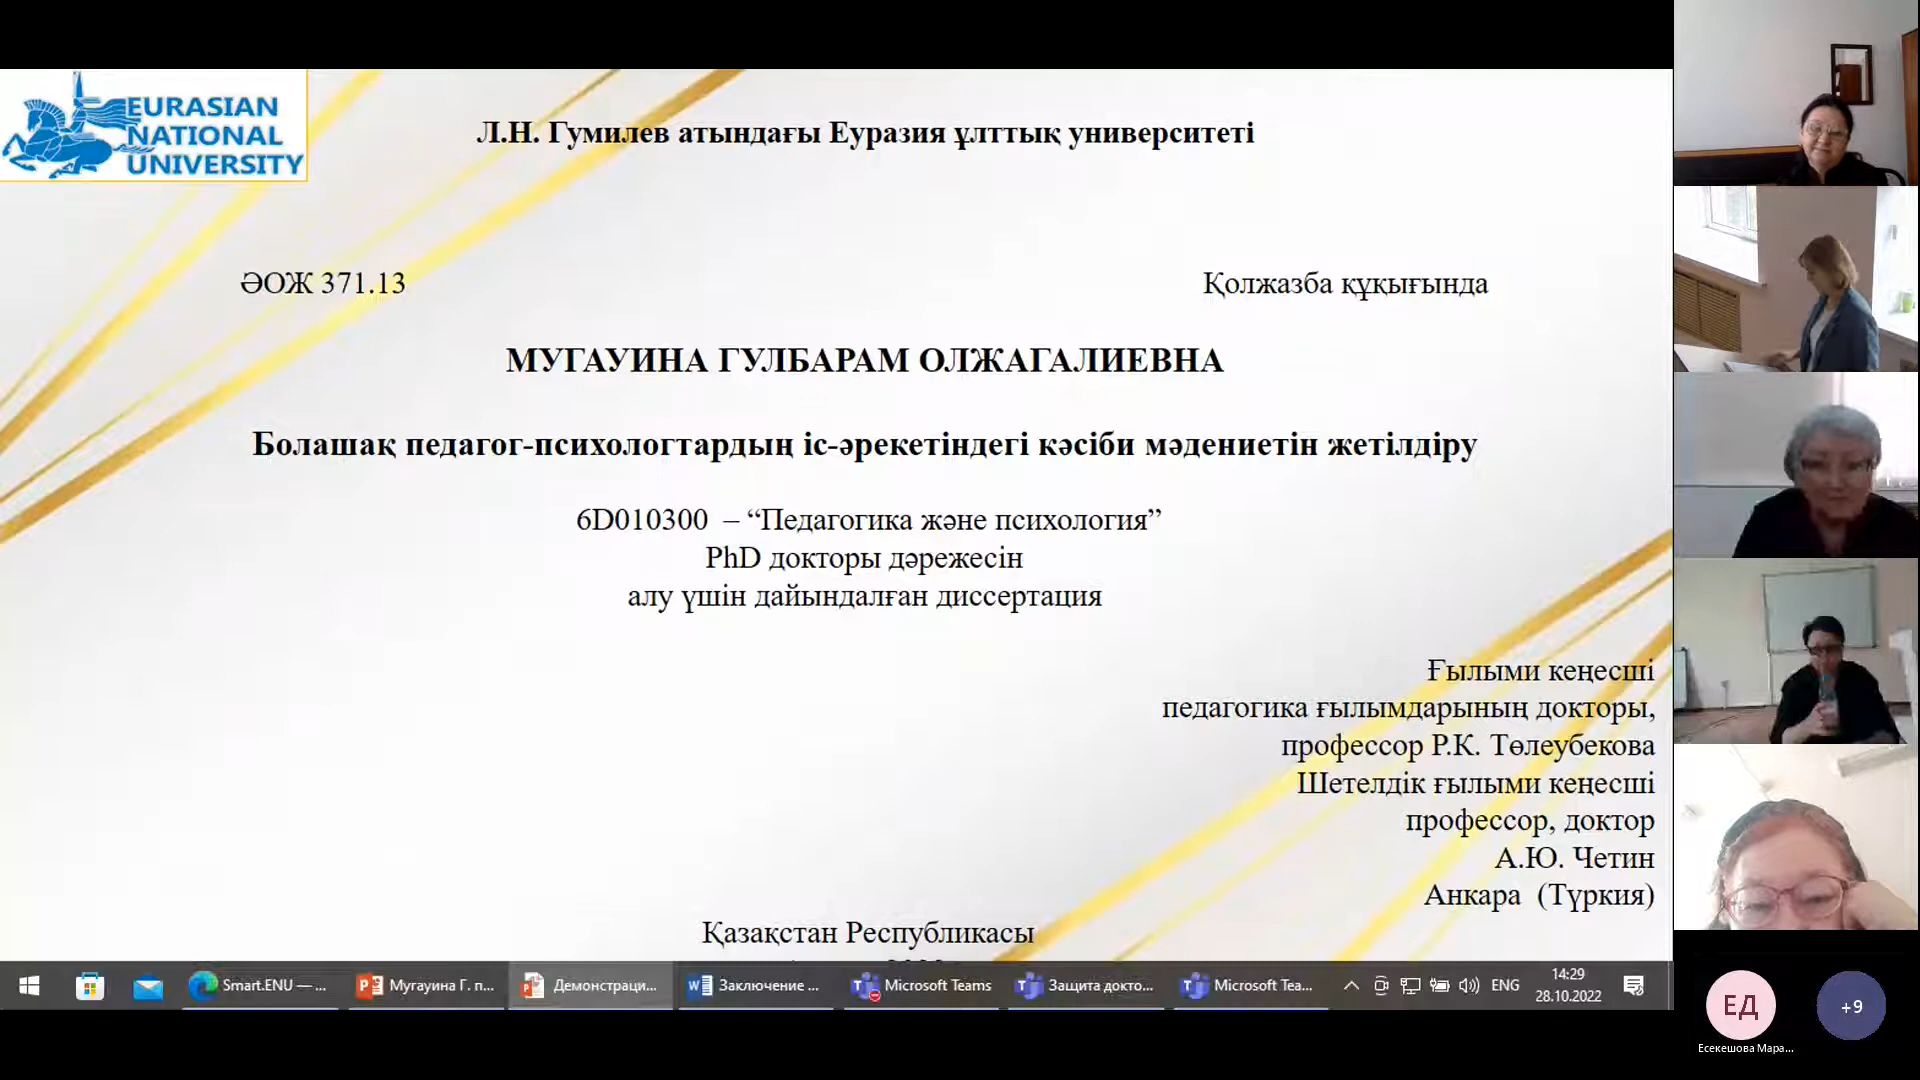 EURASIAN
NATIONAL
UNIVERSITY
Л.Н. Гумилев атындағы Еуразия ұлттық университеті
ӘОЖ 371.13
Қолжазба құқығында
МУГАУИНА ГУЛБАРАМ ОЛЖАГАЛИЕВНА
Болашақ педагог-психологтардың іс-әрекетіндегі кәсіби мәдениетін жетілдіру
6D010300 – “Педагогика және психология”
PhD докторы дәрежесін
алу үшін дайындалған диссертация
Ғылыми кеңесші
педагогика ғылымдарының докторы,
профессор Р.К. Төлеубекова
Шетелдік ғылыми кеңесші
профессор, доктор
А.Ю. Четин
Анкара (Түркия)
Қазақстан Республикасы
Smart.ENU — ...
Мугауина Г. п...
Демонстраци...
Заключение ...
Microsoft Teams
Защита докто...
Microsoft Tea...
ENG
14:29
28.10.2022
ЕД
+9
Есекешова Мара...